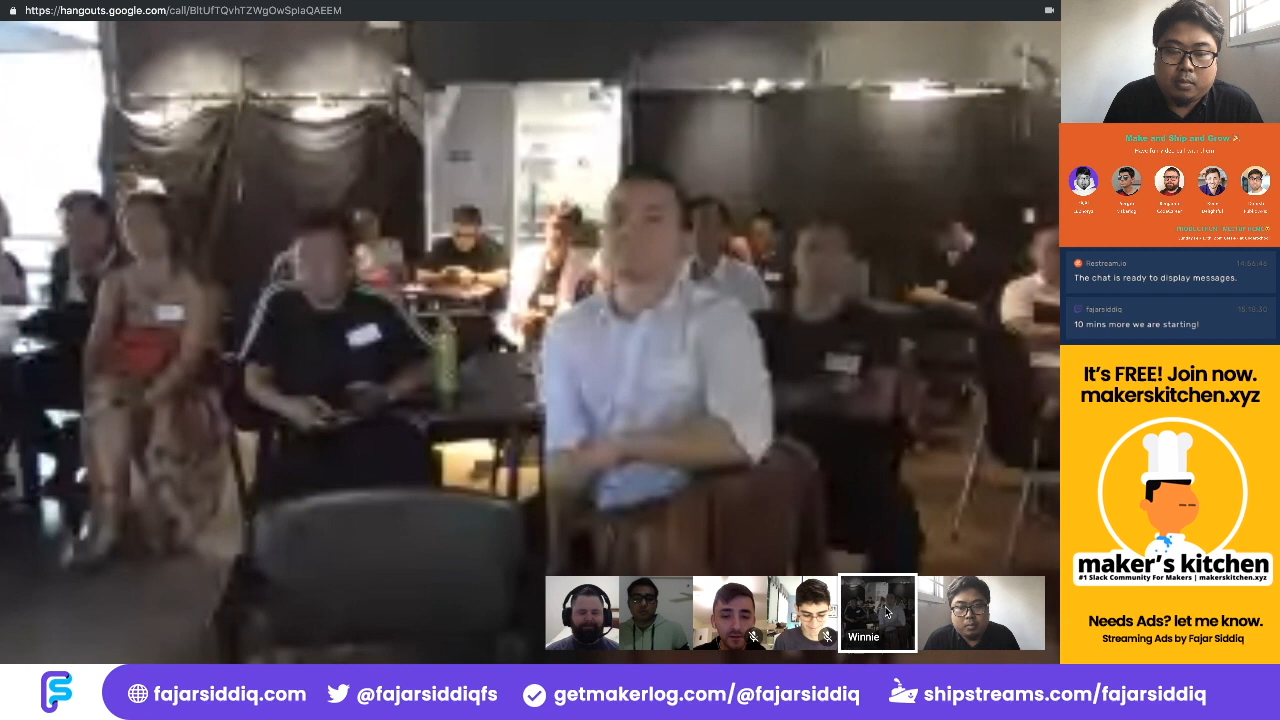 https://hangouts.google.com/call/BltUfTQvhTZWgOwSplaQAEEM
Make and Ship and Grow
Restream.io
14:56:46
The chat is ready to display messages.
fajarsiddiq
10 mins more we are starting!
It's FREE! Join now.
makerskitchen.xyz
maker's kitchen
#1 Slack Community For Makers | makerskitchen.xyz
Needs Ads? let me know.
Streaming Ads by Fajar Siddiq
Winnie
fajarsiddiq.com
@fajarsiddiqfs
getmakerlog.com/@fajarsiddiq
shipstreams.com/fajarsiddiq